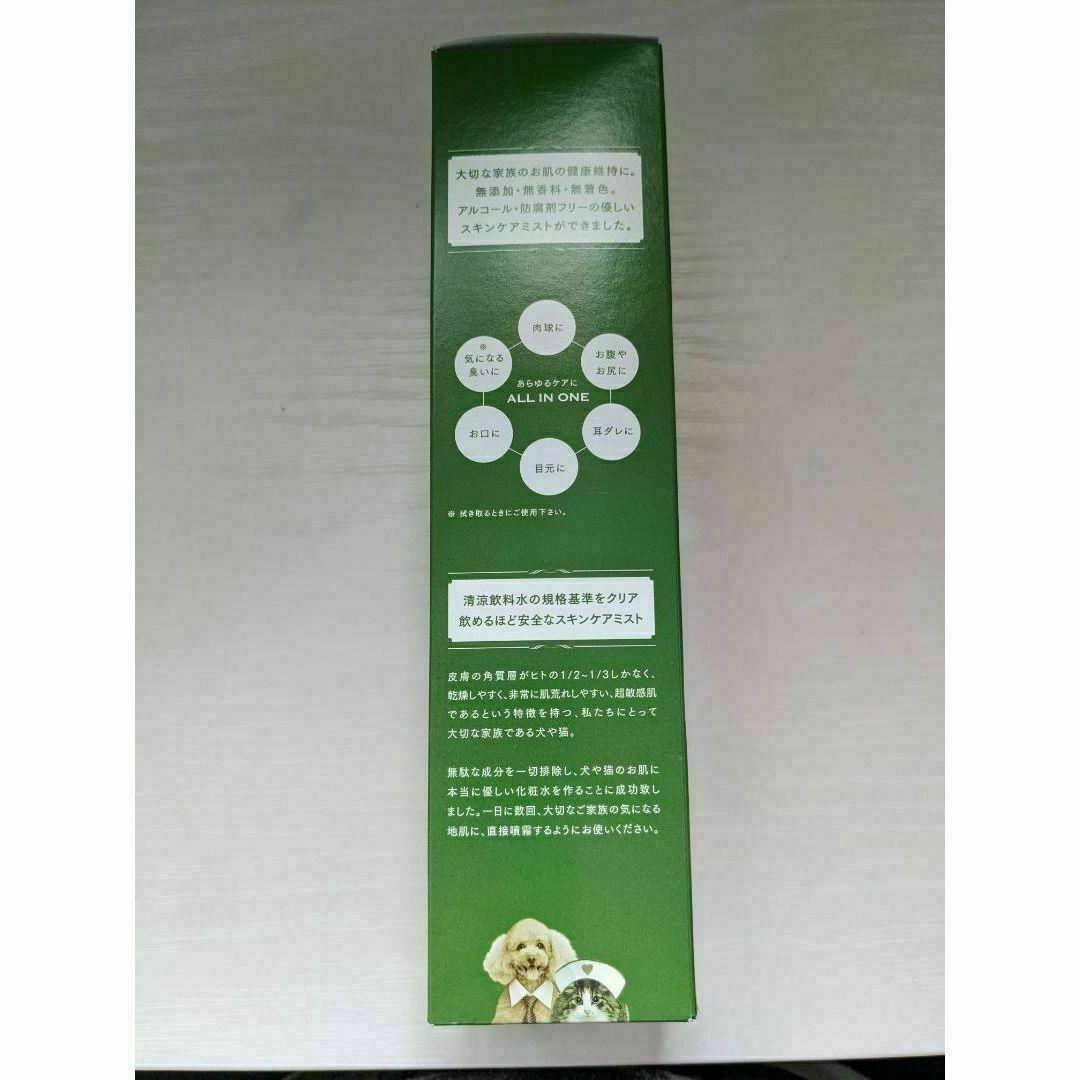 大切な家族のお肌の健康維持に。
無添加・無香料・無着色。
アルコール・防腐剤フリーの優しい
スキンケアミストができました。
肉球に
※
気になる
臭いに
お腹や
お尻に
あらゆるケアに
ALL IN ONE
お口に
耳ダレに
目元に
※ 拭き取るときにご使用下さい。
清涼飲料水の規格基準をクリア
飲めるほど安全なスキンケアミスト
皮膚の角質層がヒトの1/2~1/3しかなく、
乾燥しやすく、非常に肌荒れしやすい、超敏感肌
であるという特徴を持つ、私たちにとって
大切な家族である犬や猫。
無駄な成分を一切排除し、犬や猫のお肌に
本当に優しい化粧水を作ることに成功致し
ました。一日に数回、大切なご家族の気になる
地肌に、直接噴霧するようにお使いください。